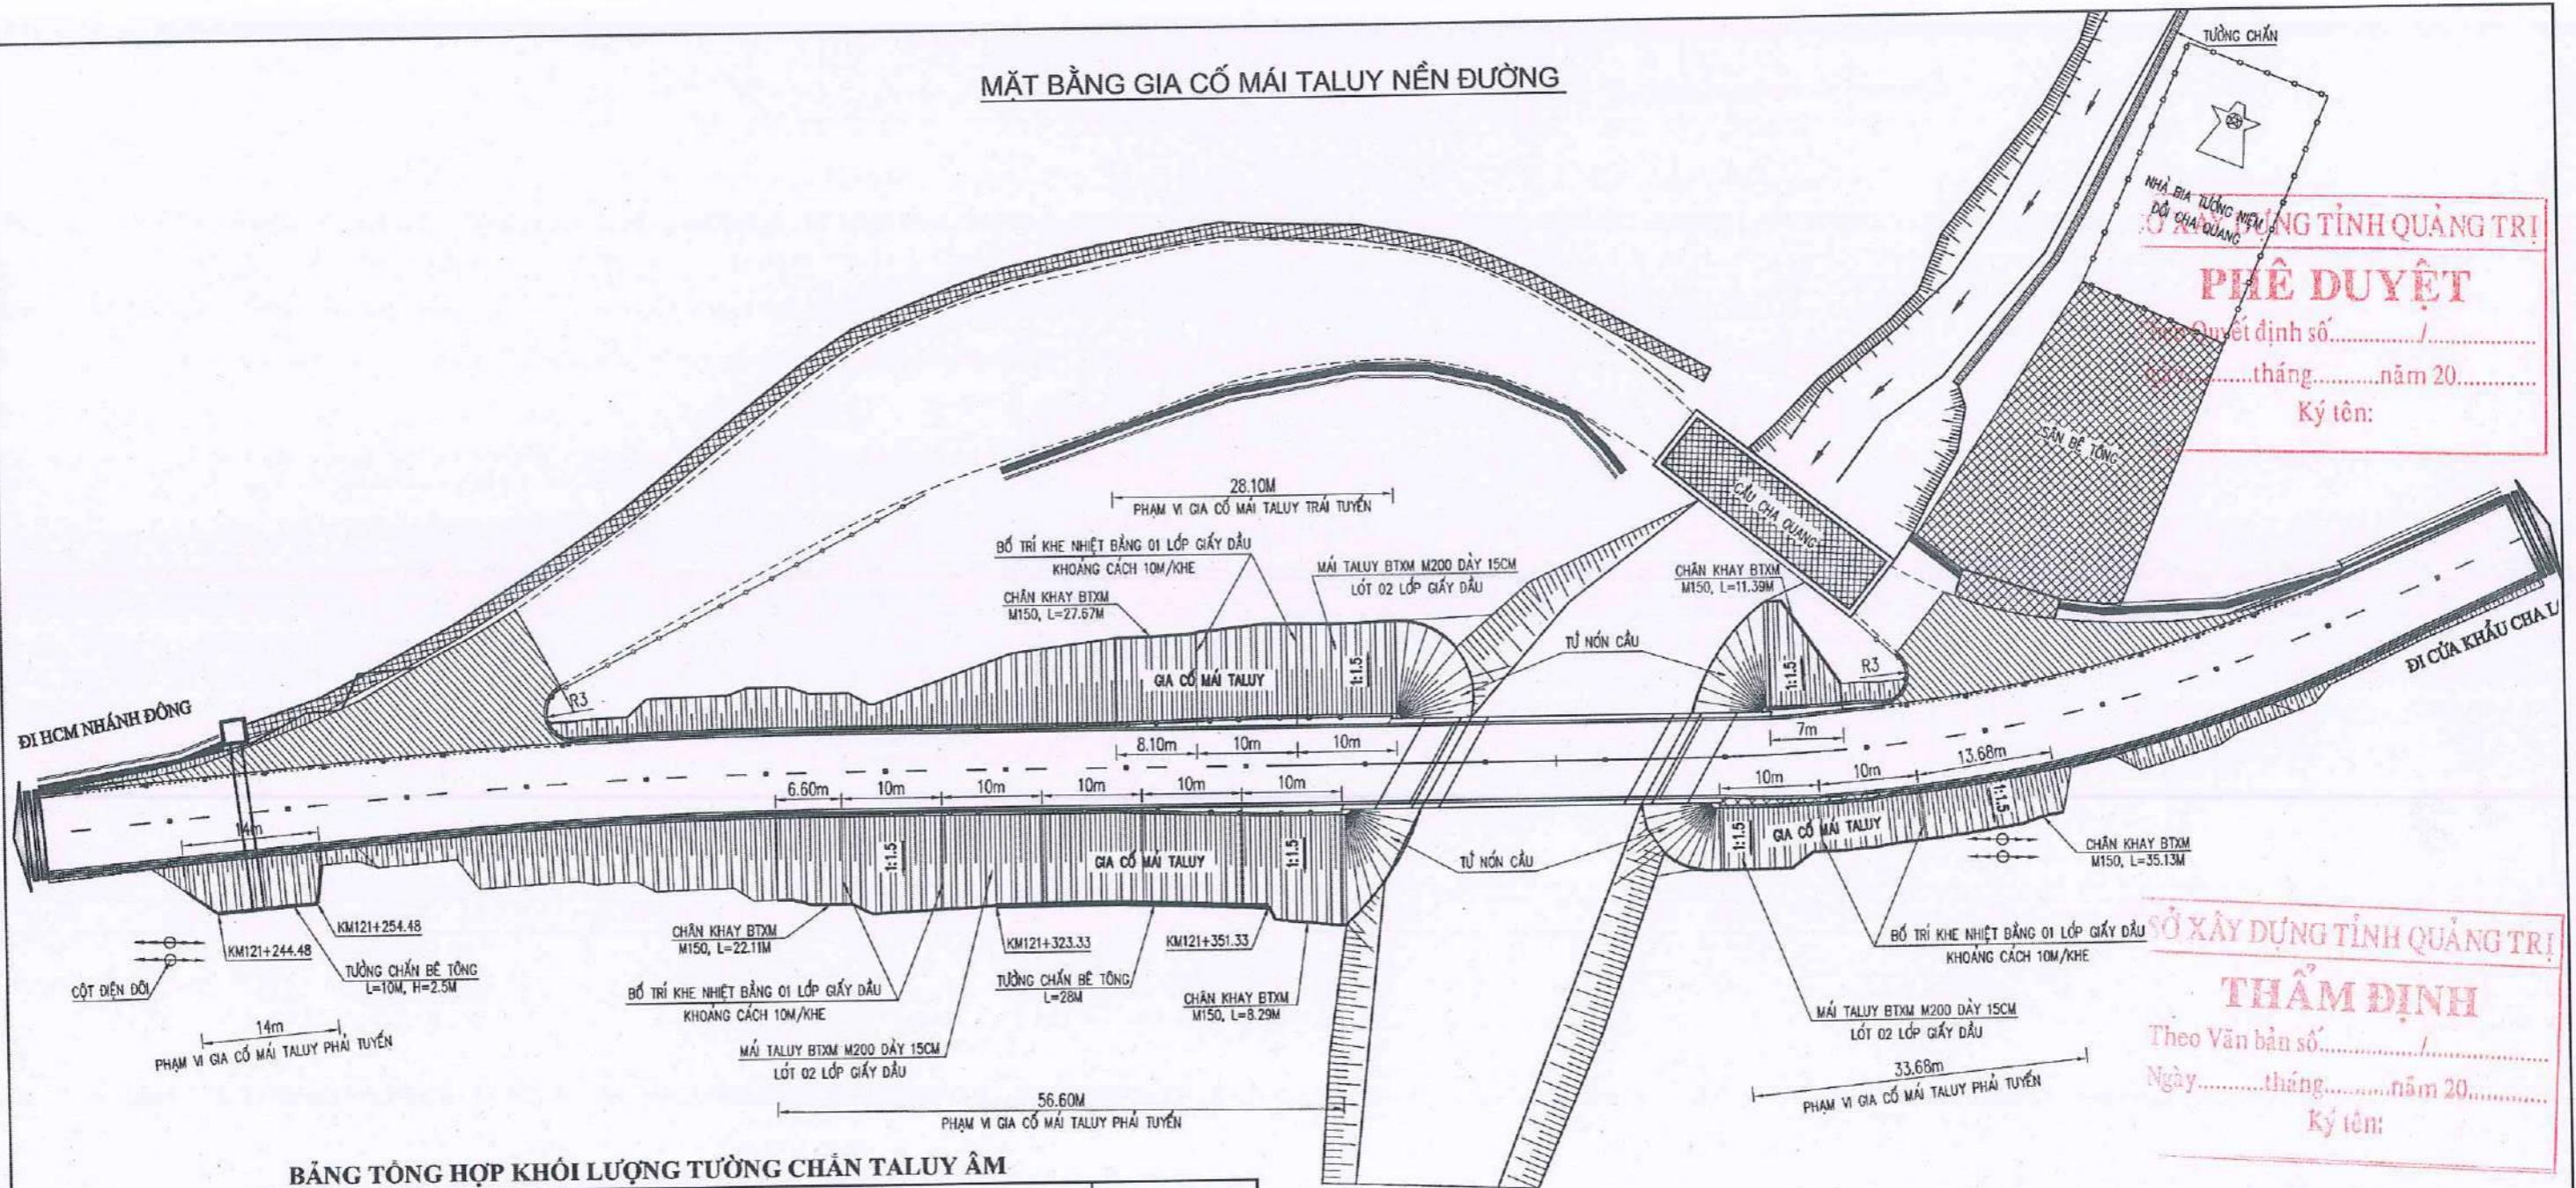 MẶT BẰNG GIA CỐ MÁI TALUY NỀN ĐƯỜNG
TƯỜNG CHẮN
NHÀ BIA TƯỞNG NIỆM
ĐỒI CHA QUANG
XÂY DỰNG TỈNH QUẢNG TRỊ
PHÊ DUYỆT
Quyết định số............../................
..........tháng..........năm 20............
Ký tên:
SÂN BÊ TÔNG
CẦU CHA QUANG
28.10M
PHẠM VI GIA CỐ MÁI TALUY TRÁI TUYẾN
BỐ TRÍ KHE NHIỆT BẰNG 01 LỚP GIẤY DẦU
KHOẢNG CÁCH 10M/KHE
MÁI TALUY BTXM M200 DÀY 15CM
LÓT 02 LỚP GIẤY DẦU
CHÂN KHAY BTXM
M150, L=27.67M
CHÂN KHAY BTXM
M150, L=11.39M
TỨ NÓN CẦU
GIA CỐ MÁI TALUY
1:1.5
1:1.5
R3
R3
ĐI HCM NHÁNH ĐÔNG
ĐI CỬA KHẨU CHA
8.10m
10m
10m
7m
6.60m
10m
10m
10m
10m
10m
10m
10m
13.68m
14m
1:1.5
GIA CỐ MÁI TALUY
1:1.5
TỨ NÓN CẦU
1:1.5
GIA CỐ MÁI TALUY
1:1.5
CHÂN KHAY BTXM
M150, L=35.13M
KM121+254.48
KM121+244.48
TƯỜNG CHẮN BÊ TÔNG
L=10M, H=2.5M
CỘT ĐIỆN ĐÔI
14m
PHẠM VI GIA CỐ MÁI TALUY PHẢI TUYẾN
CHÂN KHAY BTXM
M150, L=22.11M
KM121+323.33
KM121+351.33
BỐ TRÍ KHE NHIỆT BẰNG 01 LỚP GIẤY DẦU
KHOẢNG CÁCH 10M/KHE
TƯỜNG CHẮN BÊ TÔNG
L=28M
CHÂN KHAY BTXM
M150, L=8.29M
MÁI TALUY BTXM M200 DÀY 15CM
LÓT 02 LỚP GIẤY DẦU
56.60M
PHẠM VI GIA CỐ MÁI TALUY PHẢI TUYẾN
BỐ TRÍ KHE NHIỆT BẰNG 01 LỚP GIẤY DẦU
KHOẢNG CÁCH 10M/KHE
MÁI TALUY BTXM M200 DÀY 15CM
LÓT 02 LỚP GIẤY DẦU
33.68m
PHẠM VI GIA CỐ MÁI TALUY PHẢI TUYẾN
SỞ XÂY DỰNG TỈNH QUẢNG TRỊ
THẨM ĐỊNH
Theo Văn bản số............../................
Ngày..........tháng..........năm 20............
Ký tên:
BẢNG TỔNG HỢP KHỐI LƯỢNG TƯỜNG CHẮN TALUY ÂM